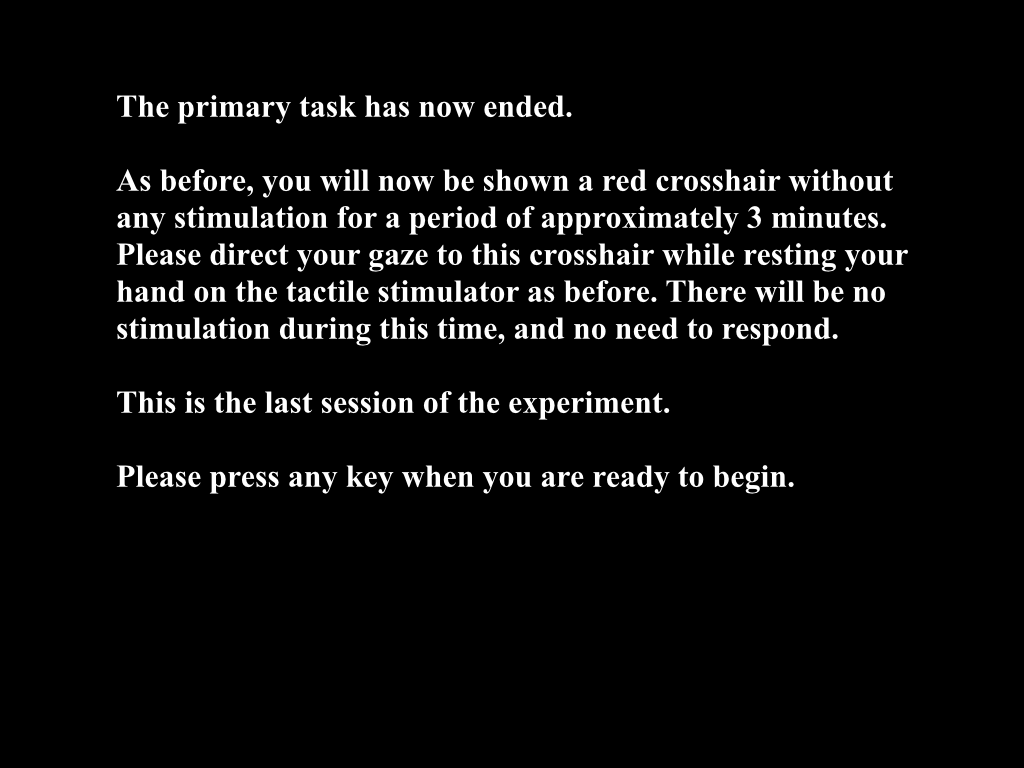 The primary task has now ended.
As before, you will now be shown a red crosshair without
any stimulation for a period of approximately 3 minutes.
Please direct your gaze to this crosshair while resting your
hand on the tactile stimulator as before. There will be no
stimulation during this time, and no need to respond.
This is the last session of the experiment.
Please press any key when you are ready to begin.